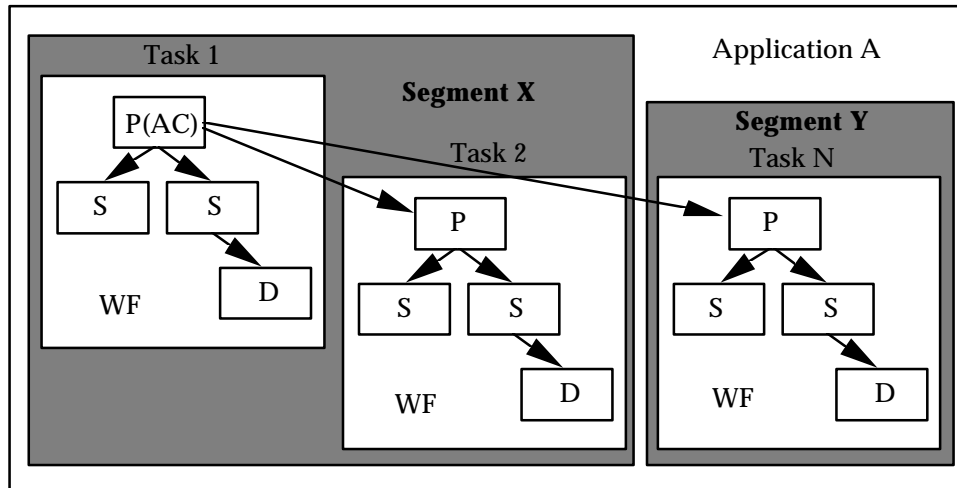 Task 1
Application A
Segment X
P(AC)
Segment Y
Task 2
Task N
S
S
P
P
D
WF
S
S
S
S
D
D
WF
WF